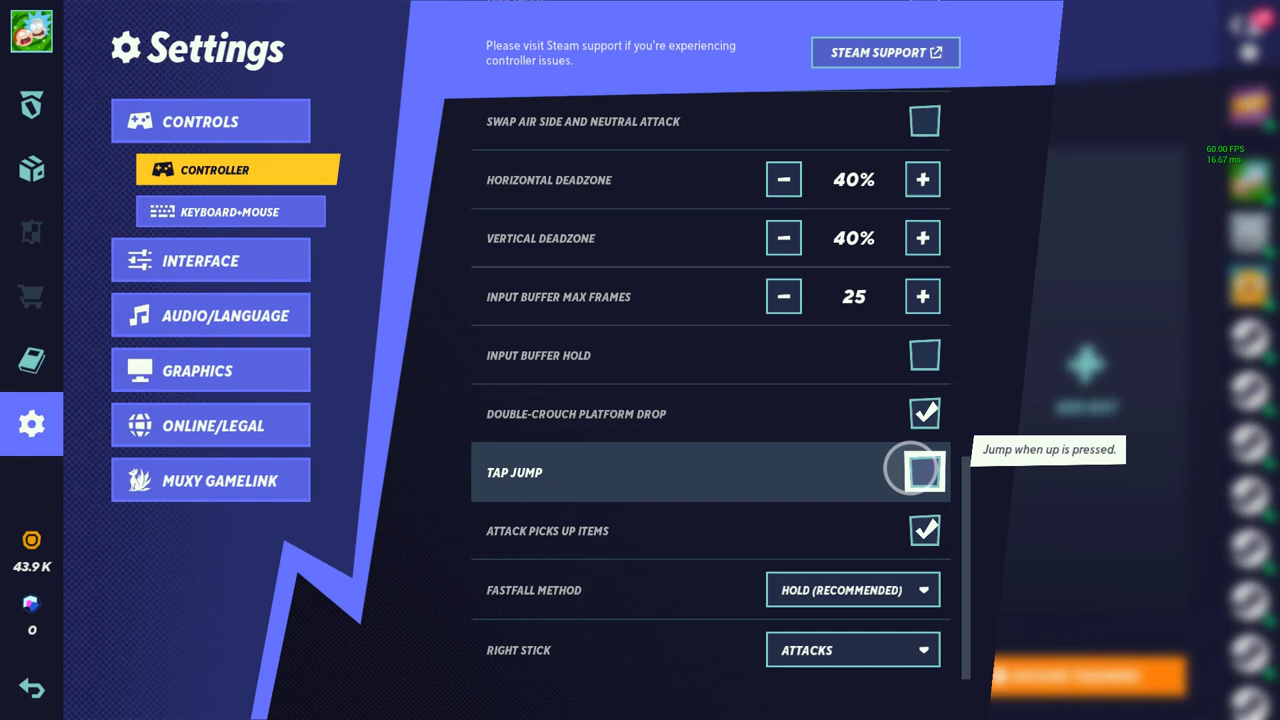 Settings
Please visit Steam support if you're experiencing
controller issues.
STEAM SUPPORT
CONTROLS
CONTROLLER
KEYBOARD+MOUSE
INTERFACE
AUDIO/LANGUAGE
GRAPHICS
ONLINE/LEGAL
MUXY GAMELINK
43.9 K
0
SWAP AIR SIDE AND NEUTRAL ATTACK
HORIZONTAL DEADZONE
40%
VERTICAL DEADZONE
40%
INPUT BUFFER MAX FRAMES
25
INPUT BUFFER HOLD
DOUBLE-CROUCH PLATFORM DROP
TAP JUMP
Jump when up is pressed.
ATTACK PICKS UP ITEMS
FASTFALL METHOD
HOLD (RECOMMENDED)
RIGHT STICK
ATTACKS
60.00 FPS
16.67 ms